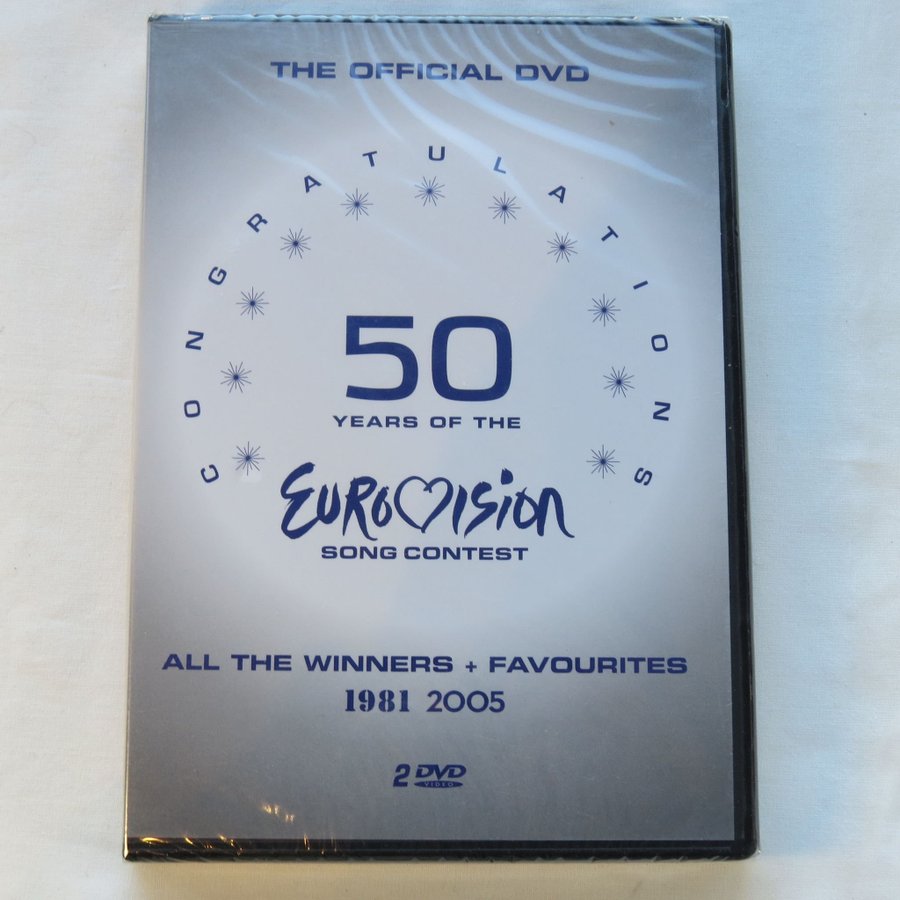 THE OFFICIAL DVD
CONGRATULATIONS
50
YEARS OF THE
EUROVISION
SONG CONTEST
ALL THE WINNERS + FAVOURITES
1981 2005
2 DVD
VIDEO